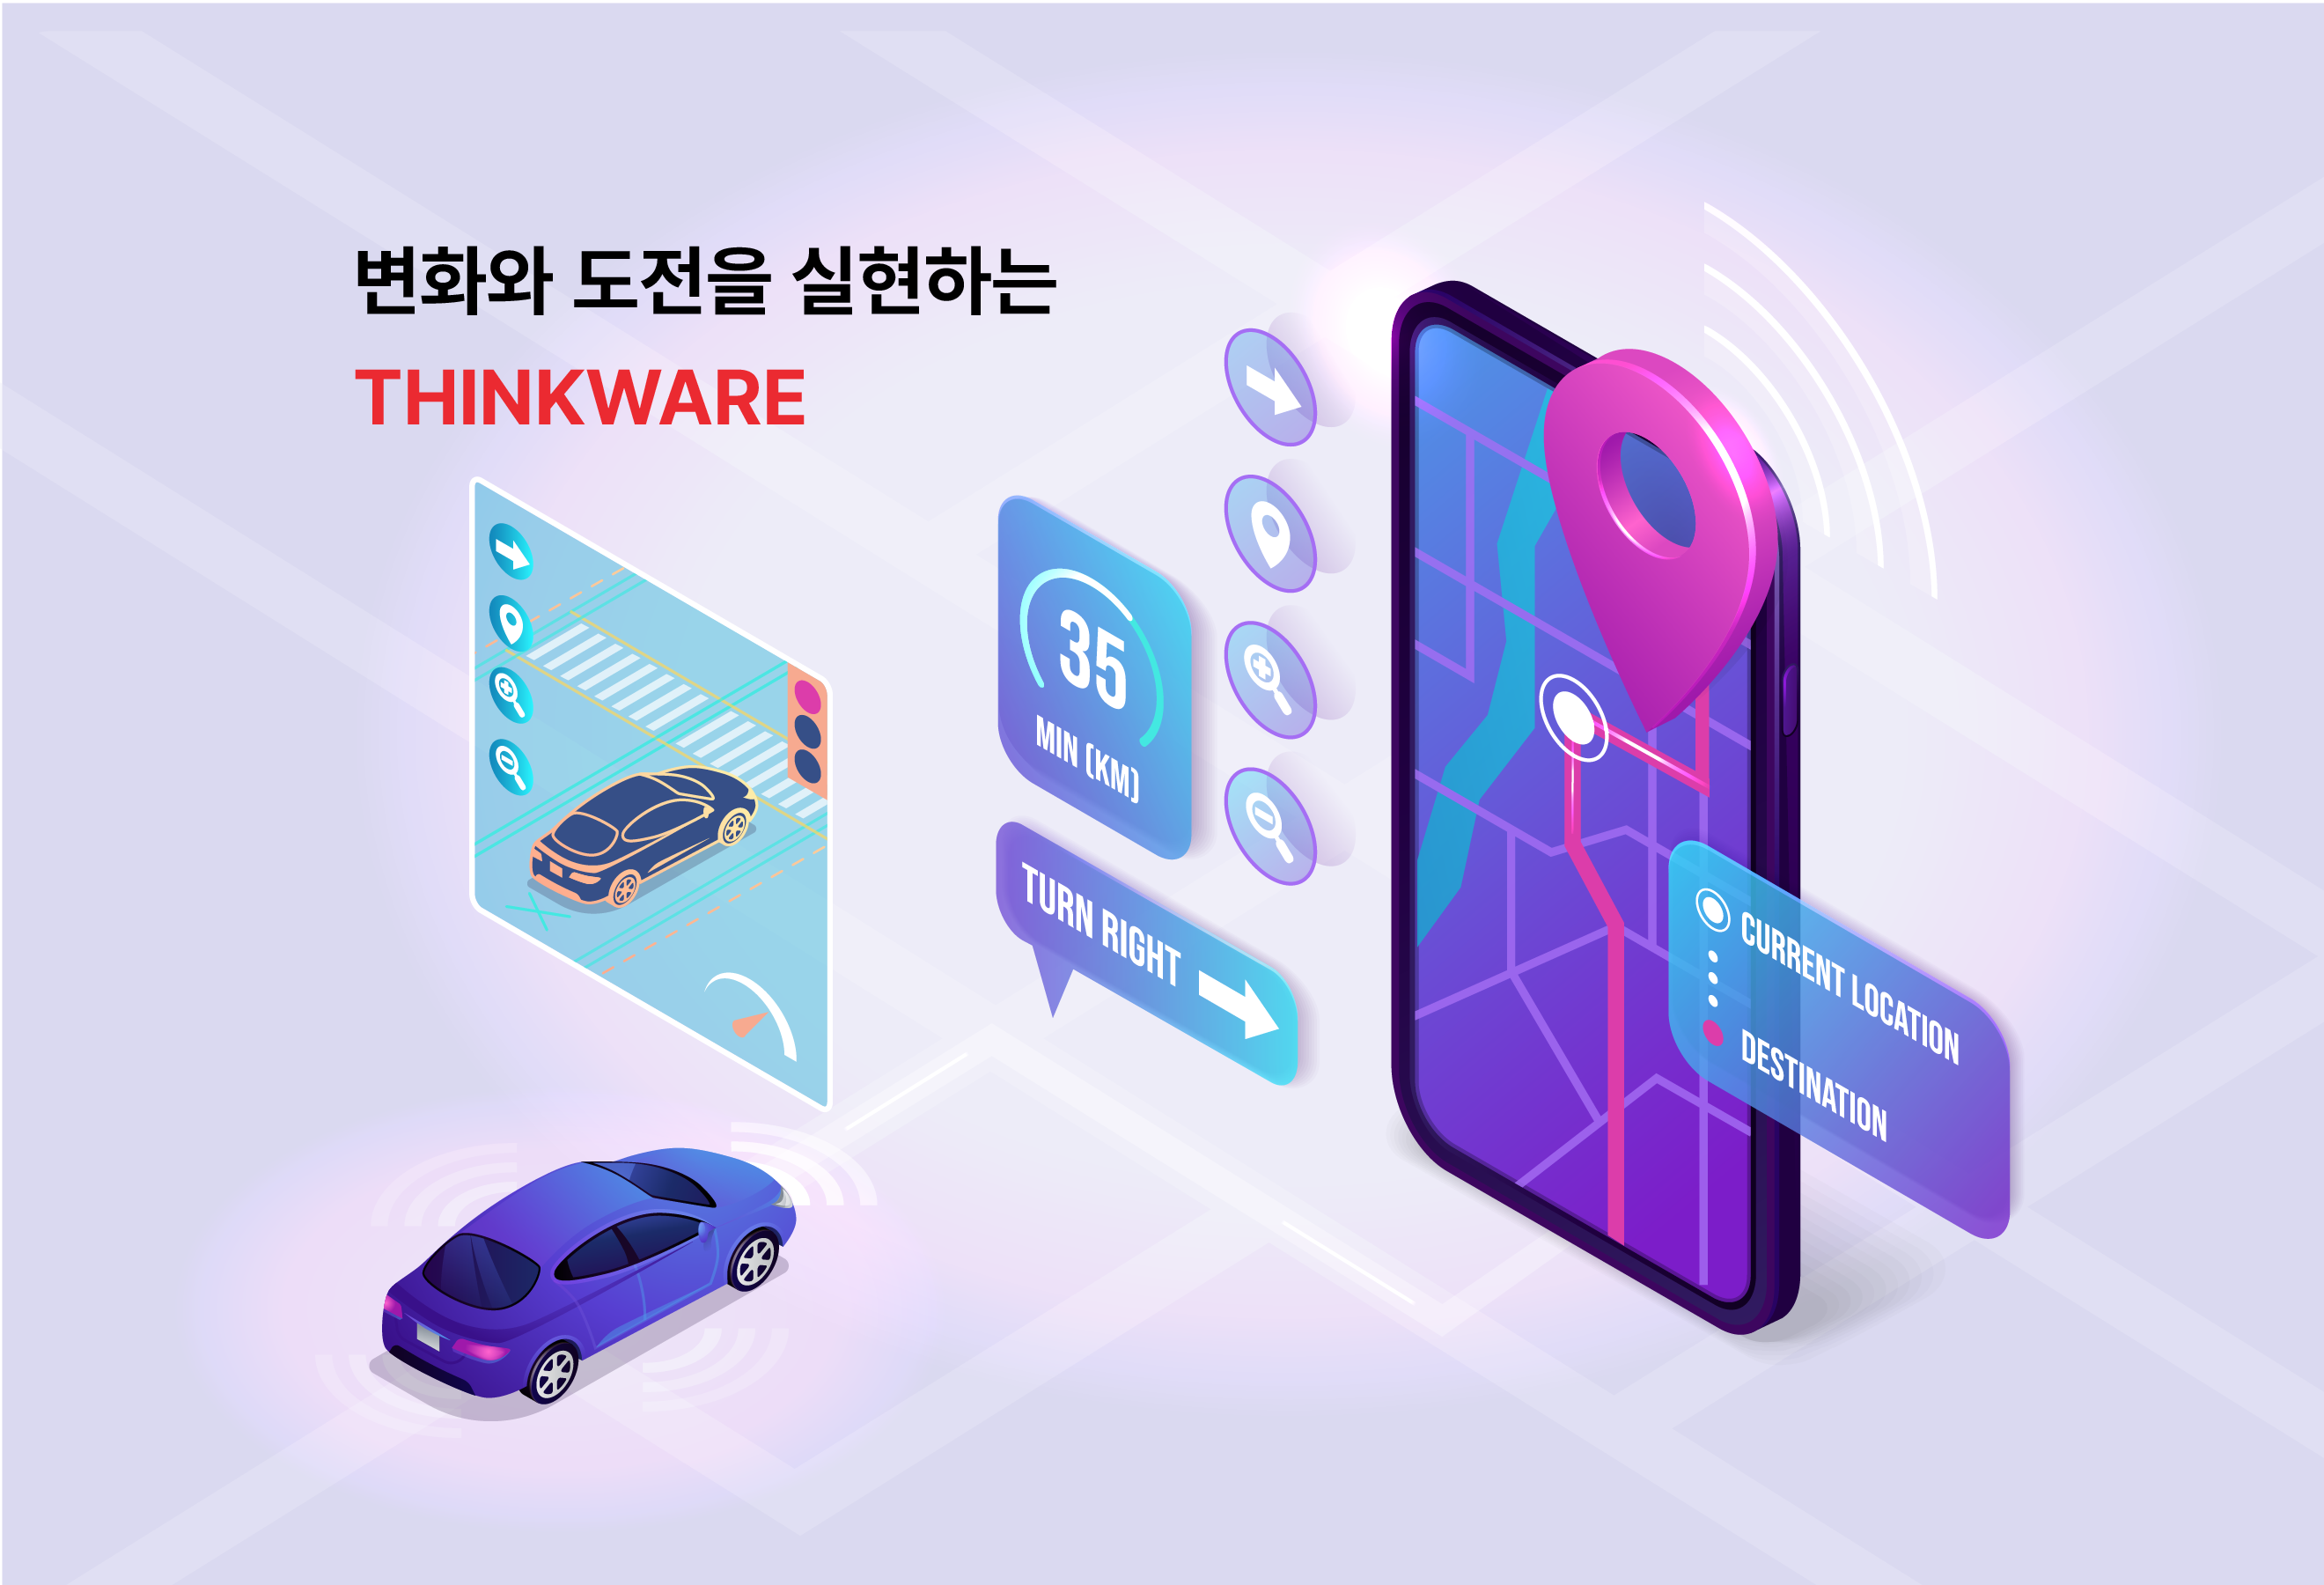 변화와 도전을 실현하는
THINKWARE
35
MIN (KM)
TURN RIGHT
CURRENT LOCATION
DESTINATION